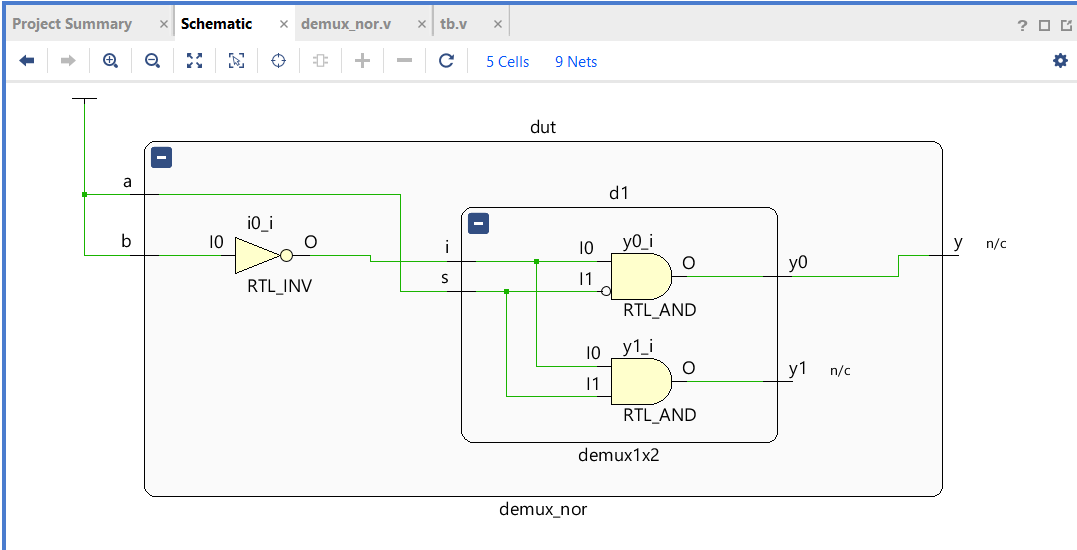 Project Summary × Schematic × demux_nor.v × tb.v × ?
5 Cells 9 Nets
dut
a
d1
i0_i
b I0 O
RTL_INV
i I0 y0_i
O y0
s I1
RTL_AND
y n/c
I0 y1_i
O y1 n/c
I1
RTL_AND
demux1x2
demux_nor